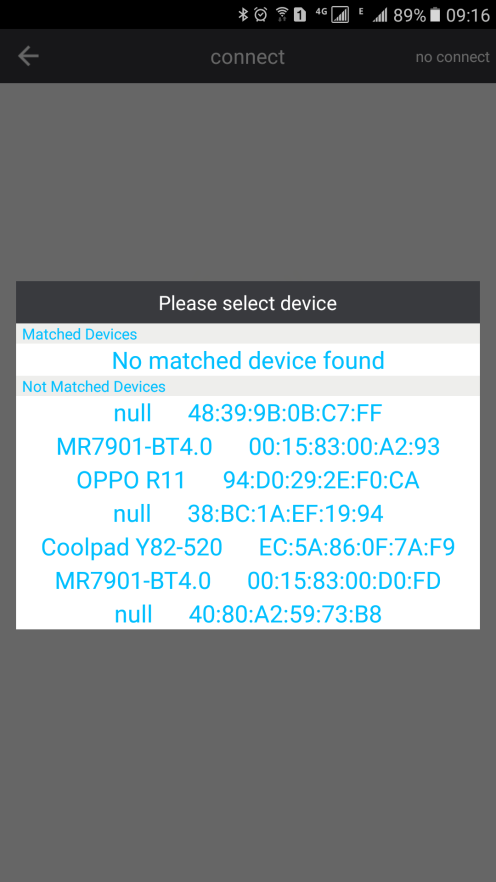 4G E 89% 09:16
connect no connect
Please select device
Matched Devices
No matched device found
Not Matched Devices
null 48:39:9B:0B:C7:FF
MR7901-BT4.0 00:15:83:00:A2:93
OPPO R11 94:D0:29:2E:F0:CA
null 38:BC:1A:EF:19:94
Coolpad Y82-520 EC:5A:86:0F:7A:F9
MR7901-BT4.0 00:15:83:00:D0:FD
null 40:80:A2:59:73:B8